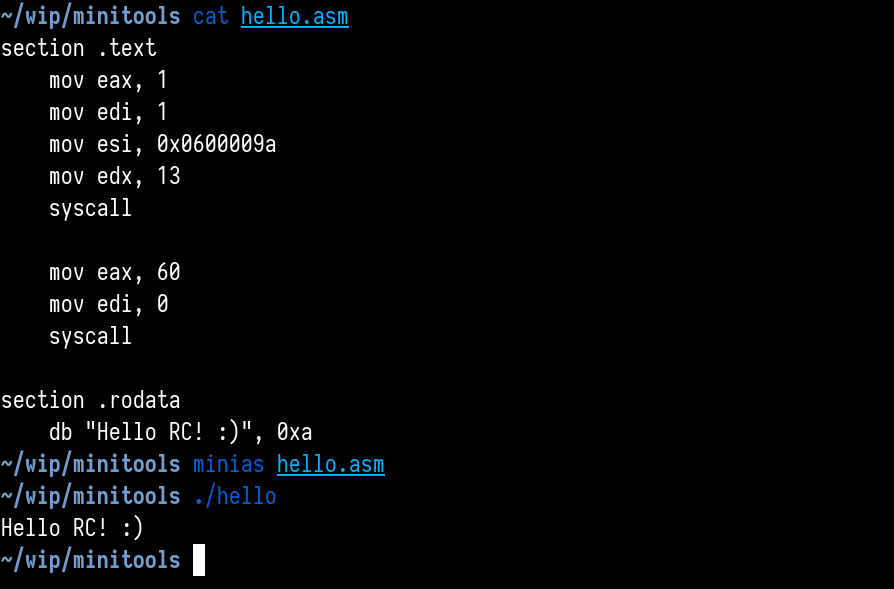 ~/wip/minitools cat hello.asm
section .text
    mov eax, 1
    mov edi, 1
    mov esi, 0x0600009a
    mov edx, 13
    syscall

    mov eax, 60
    mov edi, 0
    syscall

section .rodata
    db "Hello RC! :)", 0xa
~/wip/minitools minias hello.asm
~/wip/minitools ./hello
Hello RC! :)
~/wip/minitools